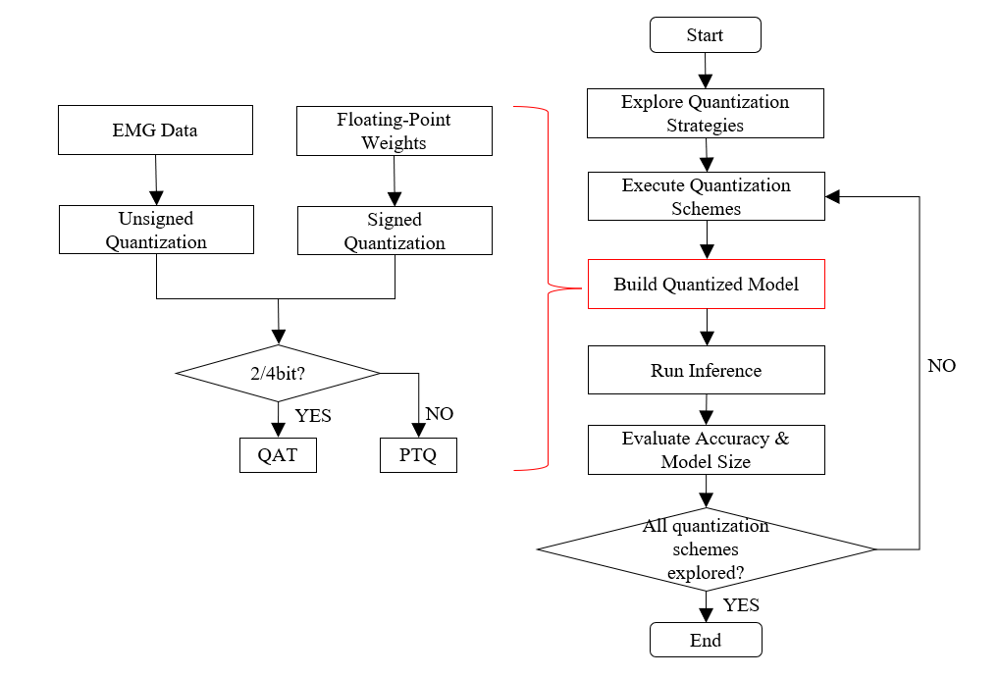 EMG Data
Unsigned
Quantization
Floating-Point
Weights
Signed
Quantization
2/4bit?
YES
NO
QAT
PTQ
Start
Explore Quantization
Strategies
Execute Quantization
Schemes
Build Quantized Model
Run Inference
Evaluate Accuracy &
Model Size
All quantization
schemes
explored?
NO
YES
End